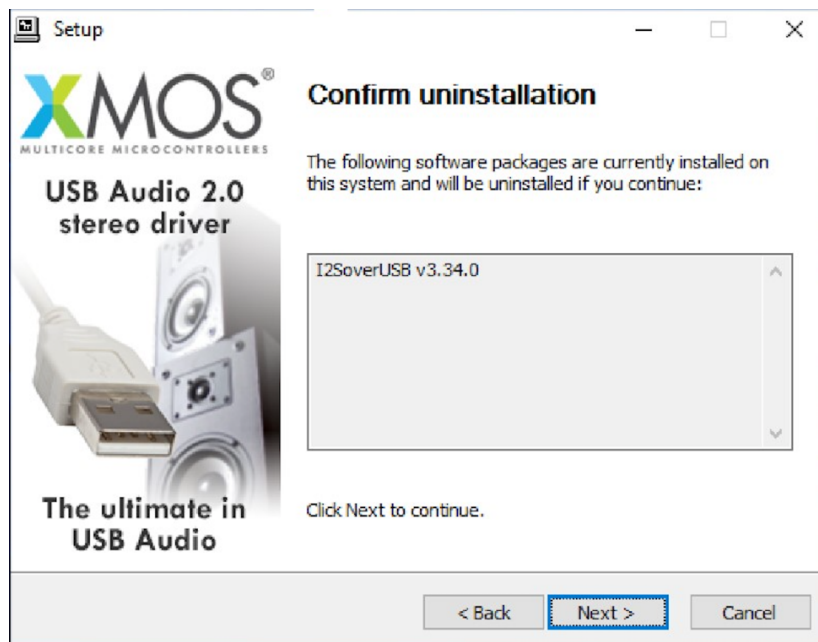 Setup
XMOS®
MULTICORE MICROCONTROLLERS
USB Audio 2.0
stereo driver
The ultimate in
USB Audio
Confirm uninstallation
The following software packages are currently installed on
this system and will be uninstalled if you continue:
I2SoverUSB v3.34.0
Click Next to continue.
< Back
Next >
Cancel